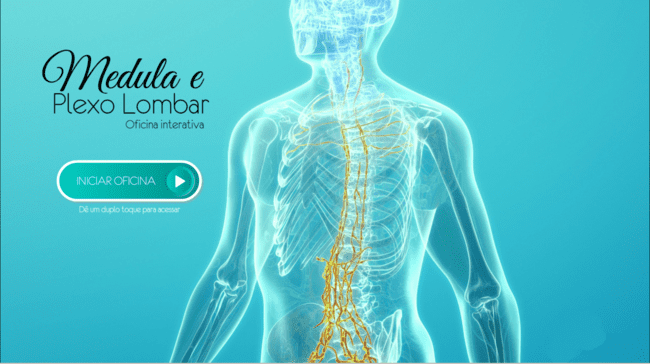 Medula e
Plexo Lombar
Oficina interativa
INICIAR OFICINA
Dê um duplo toque para acessar